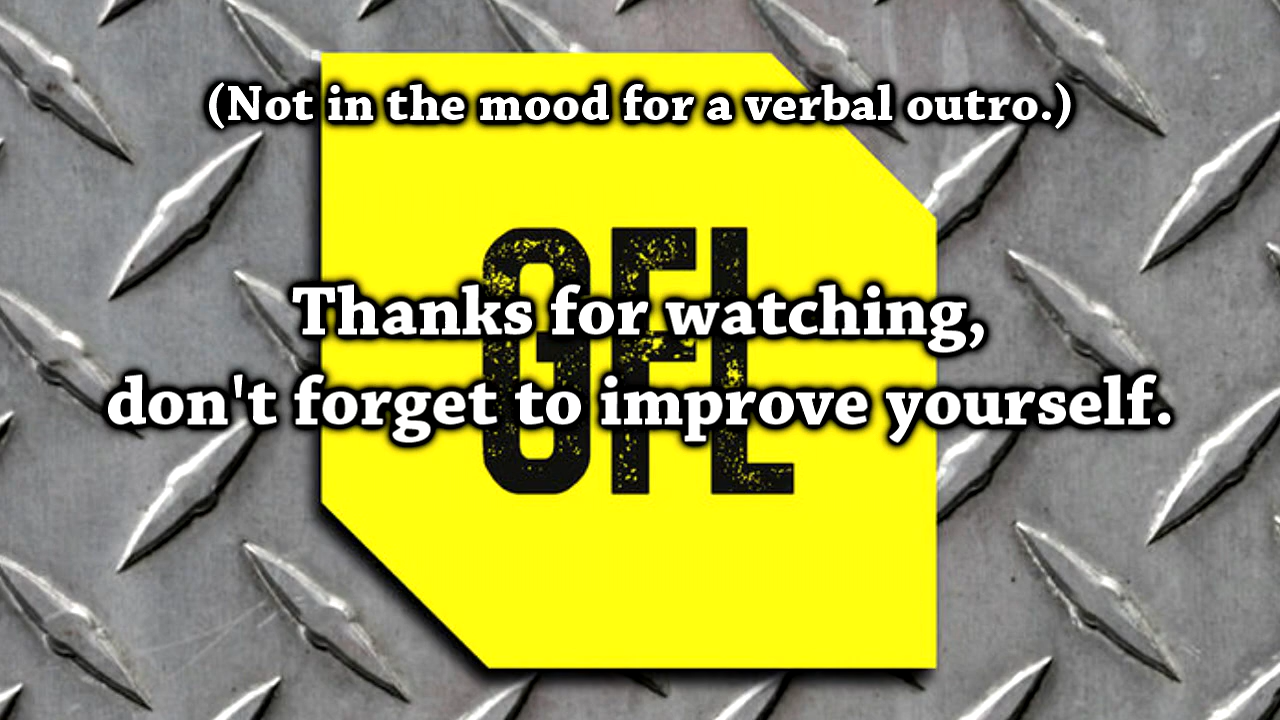 (Not in the mood for a verbal outro.)
GFL
Thanks for watching,
don't forget to improve yourself.